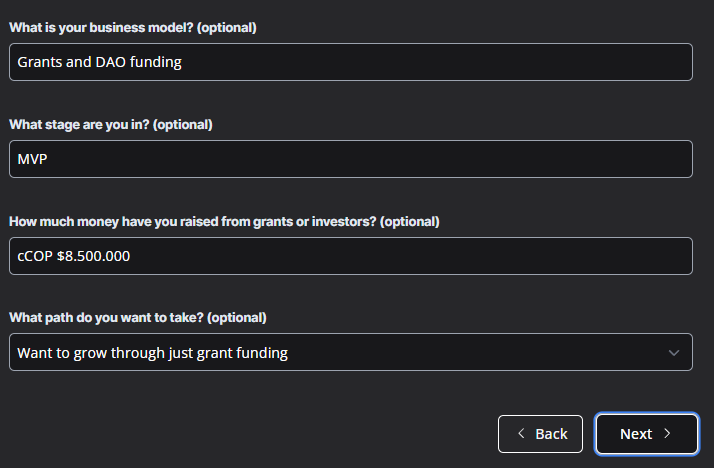 What is your business model? (optional)
Grants and DAO funding
What stage are you in? (optional)
MVP
How much money have you raised from grants or investors? (optional)
cCOP $8.500.000
What path do you want to take? (optional)
Want to grow through just grant funding
Back
Next